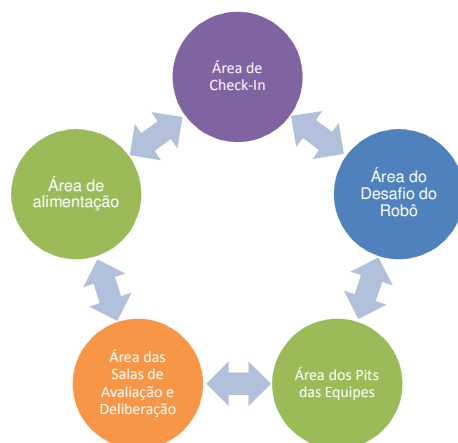 Área de
Check-In
Área do
Desafio do
Robô
Área dos Pits
das Equipes
Área das
Salas de
Avaliação e
Deliberação
Área de
alimentação